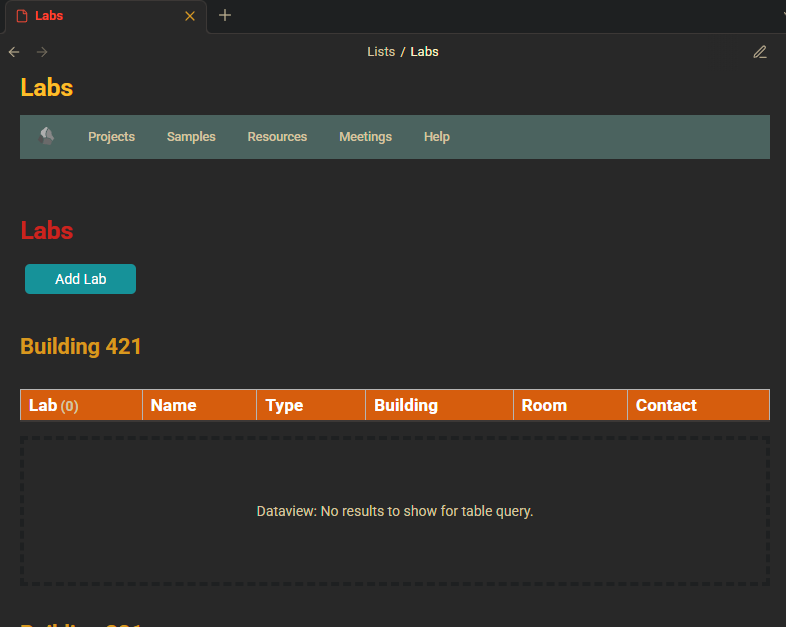 Labs
Lists / Labs
Labs
Projects Samples Resources Meetings Help
Labs
Add Lab
Building 421
Lab (0) Name Type Building Room Contact
Dataview: No results to show for table query.
Building